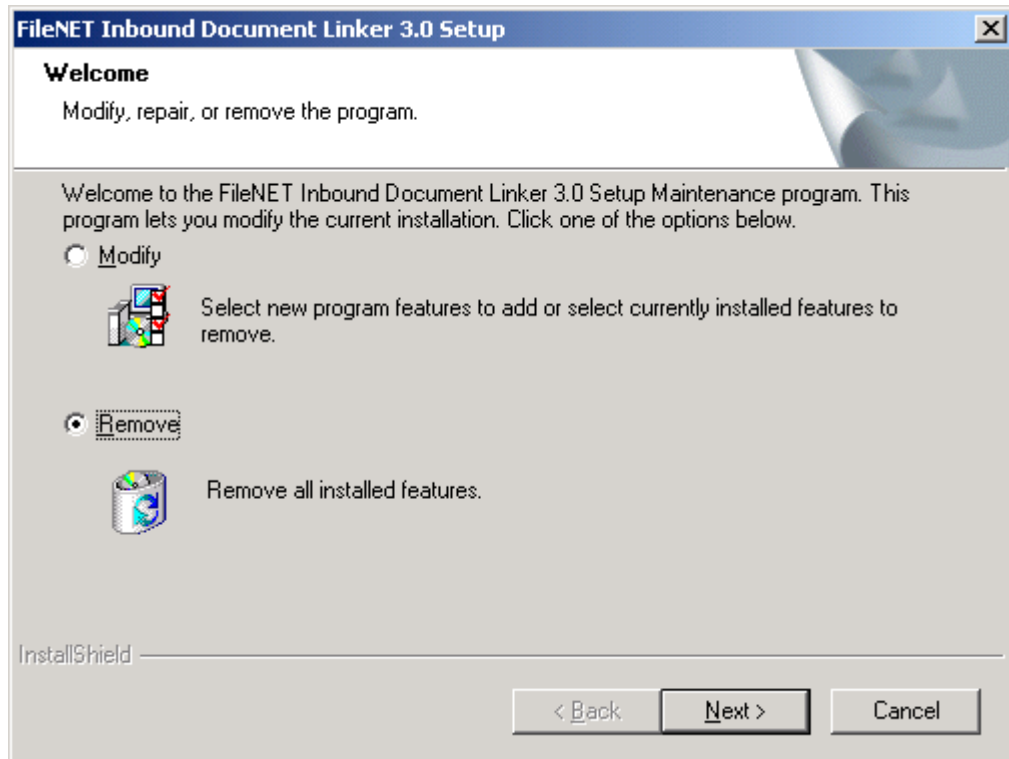 FileNET Inbound Document Linker 3.0 Setup
Welcome
Modify, repair, or remove the program.
Welcome to the FileNET Inbound Document Linker 3.0 Setup Maintenance program. This
program lets you modify the current installation. Click one of the options below.
Modify
Select new program features to add or select currently installed features to
remove.
Remove
Remove all installed features.
InstallShield
< Back
Next >
Cancel